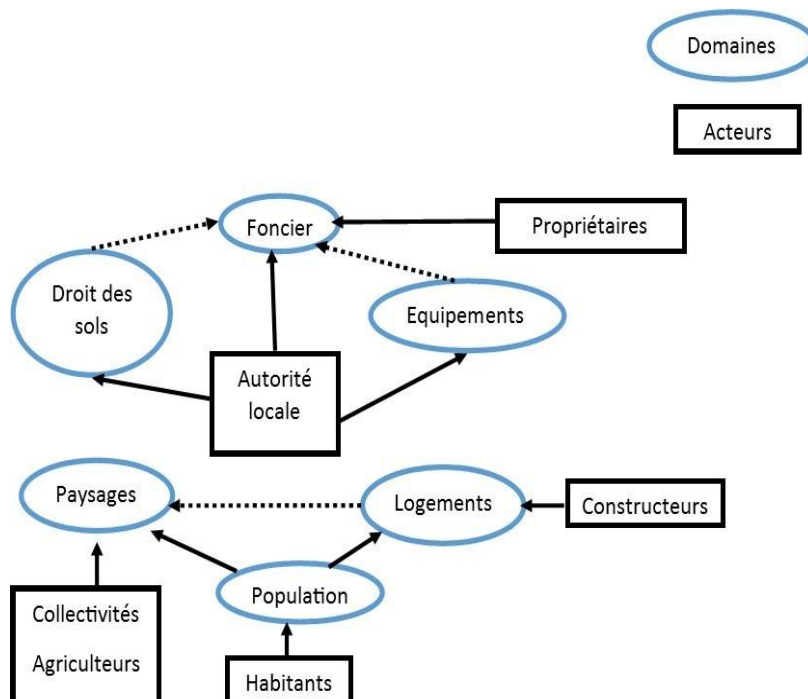 Domaines
Acteurs
Foncier
Propriétaires
Droit des
sols
Equipements
Autorité
locale
Paysages
Logements
Constructeurs
Population
Collectivités
Agriculteurs
Habitants